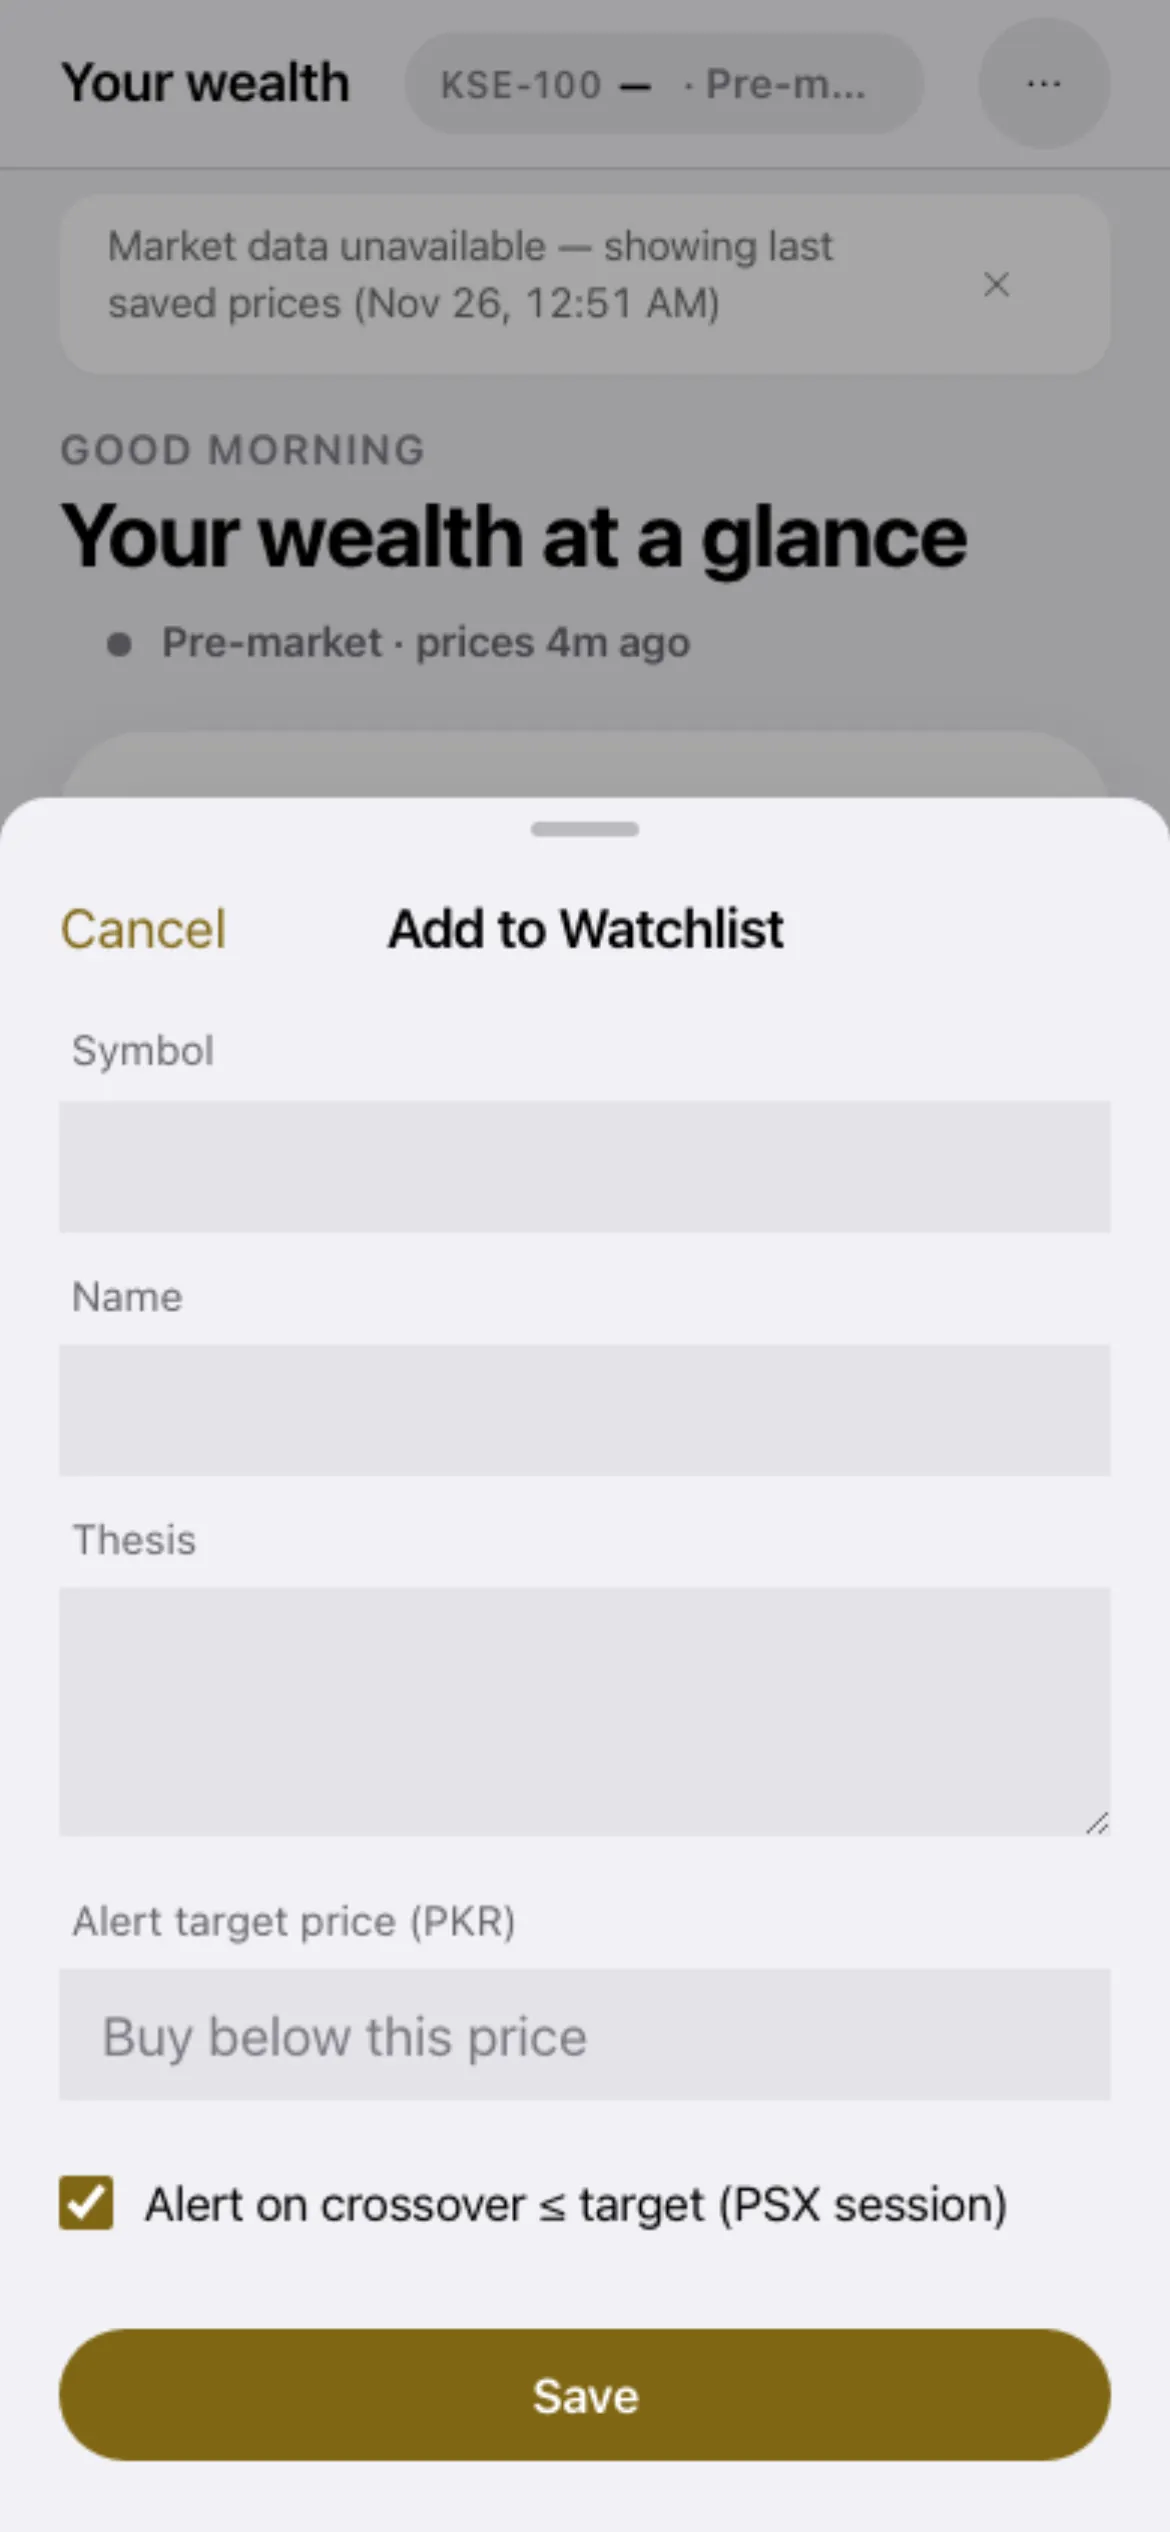 Your wealth
KSE-100 — · Pre-m...
...
Market data unavailable — showing last
saved prices (Nov 26, 12:51 AM)
GOOD MORNING
Your wealth at a glance
Pre-market · prices 4m ago
Cancel
Add to Watchlist
Symbol
Name
Thesis
Alert target price (PKR)
Buy below this price
Alert on crossover ≤ target (PSX session)
Save